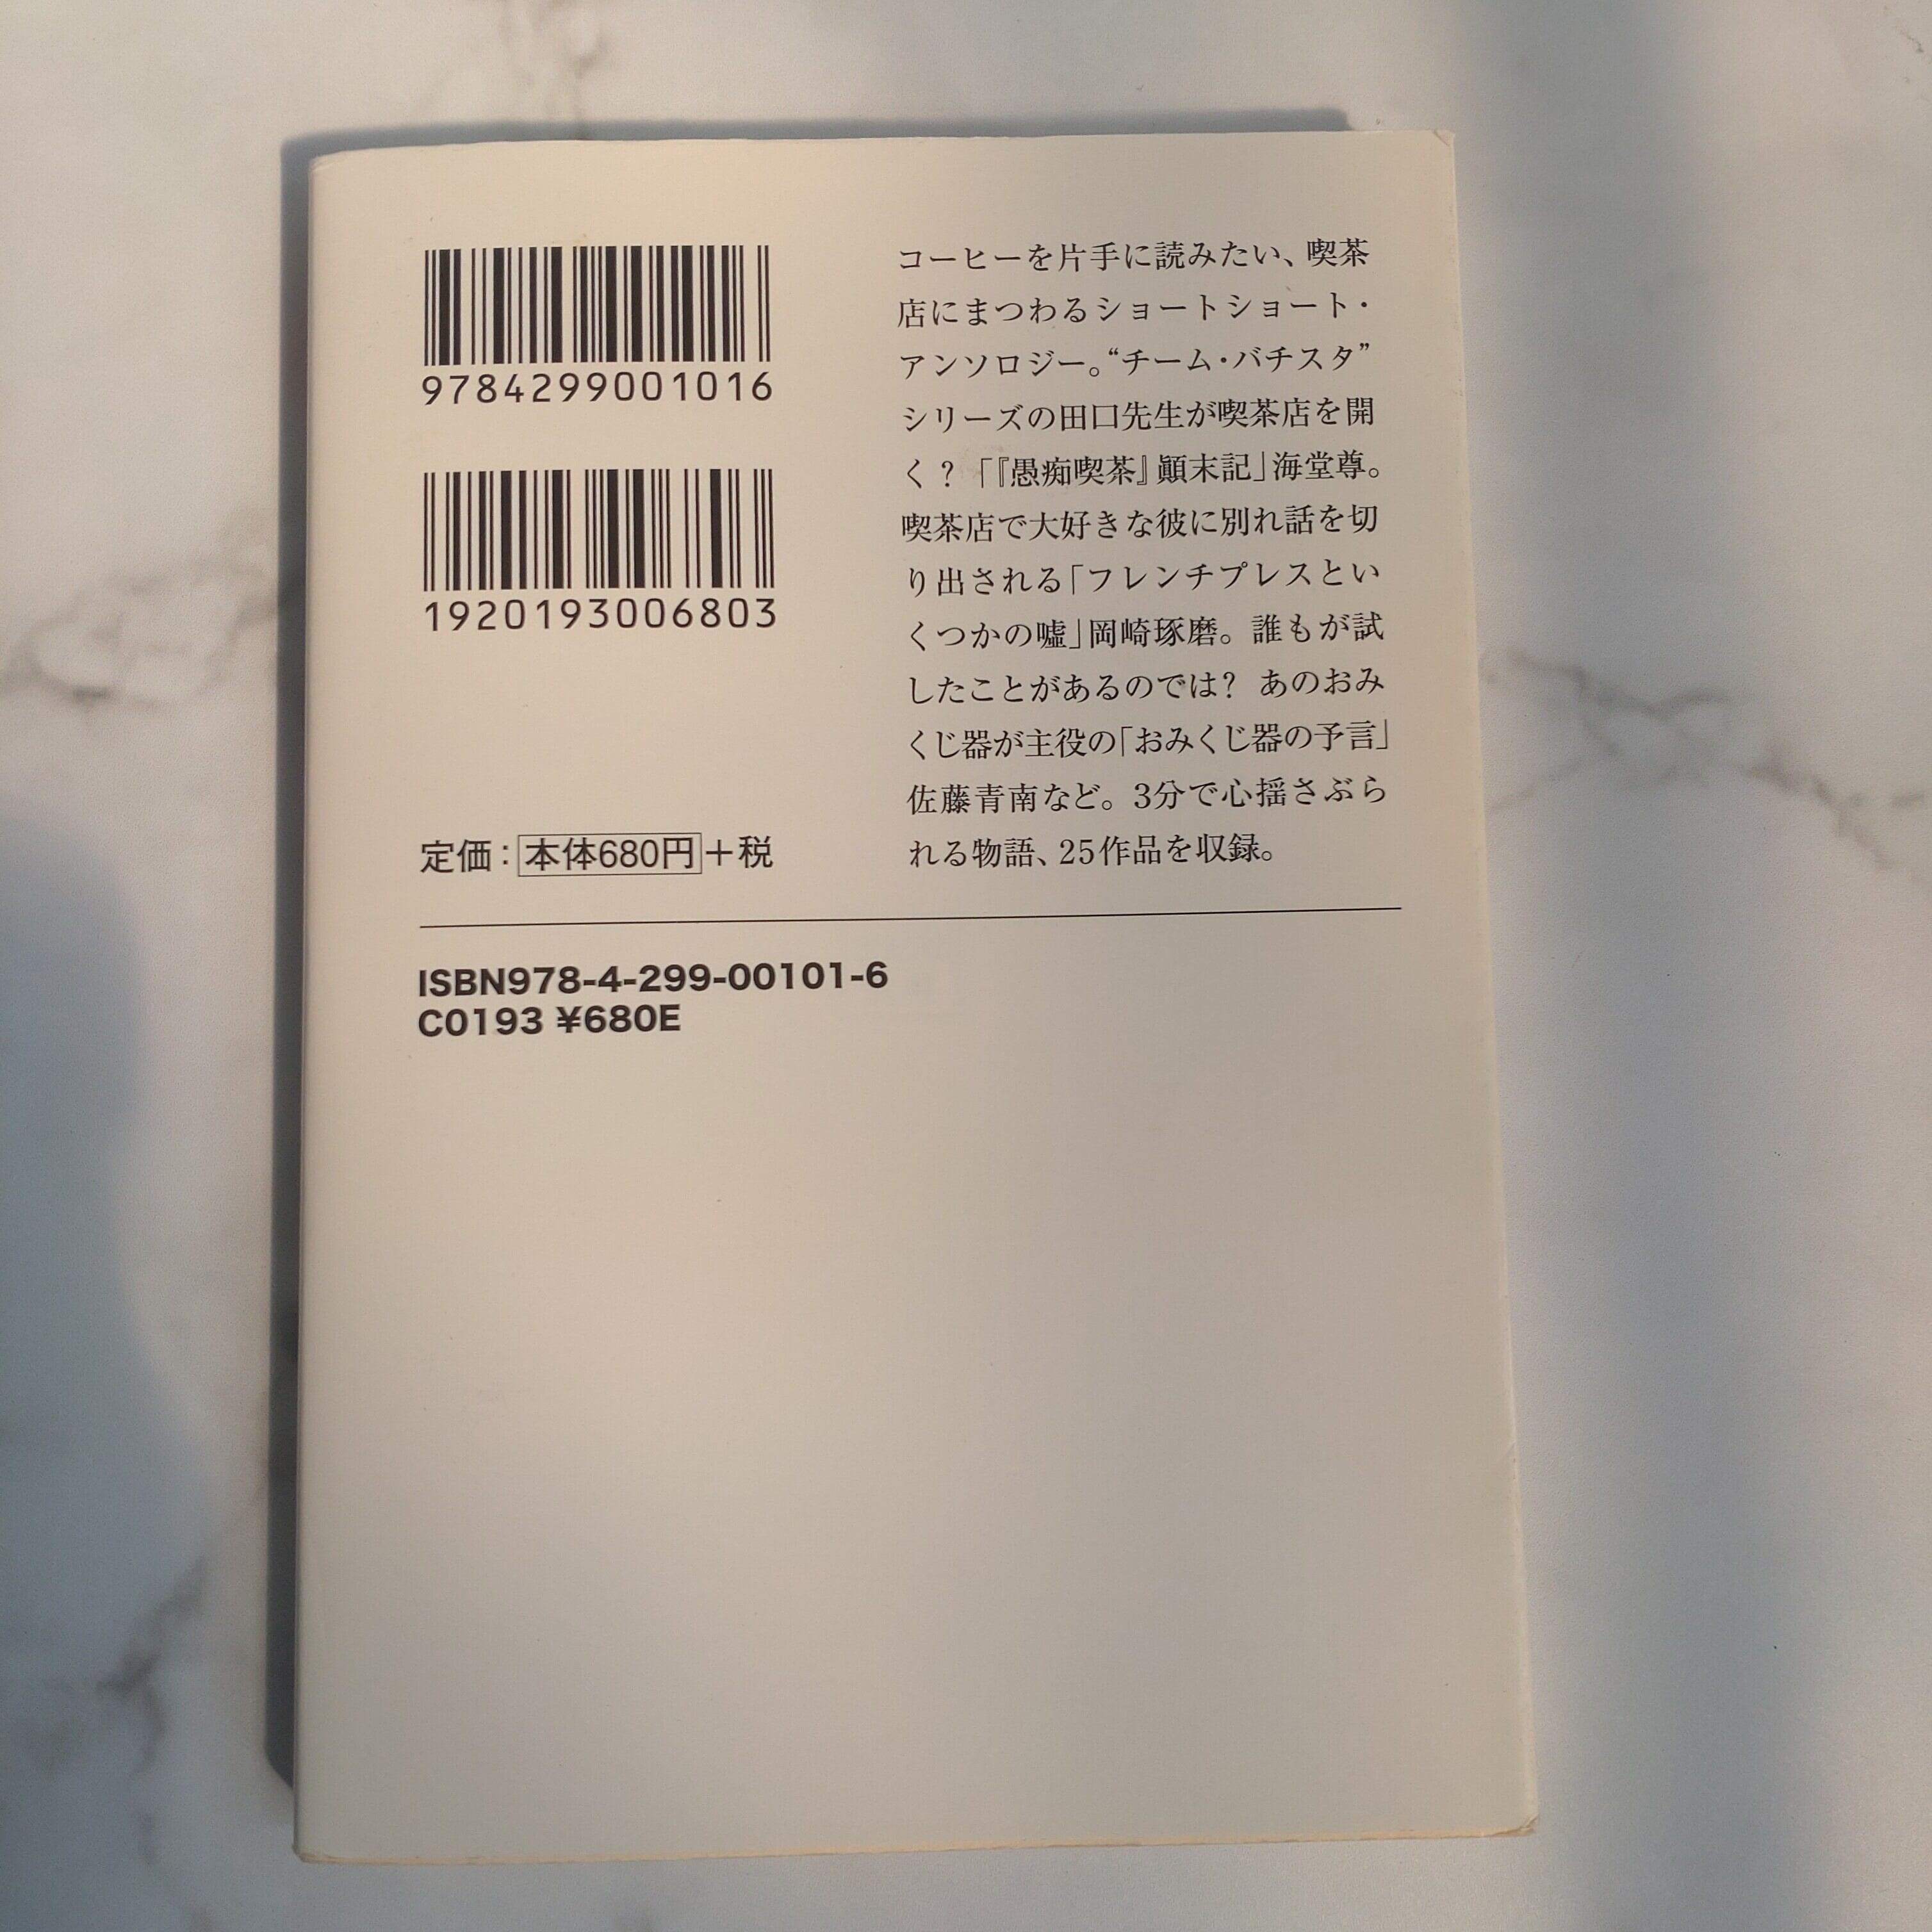 9784299001016
1920193006803
定価：本体680円＋税
コーヒーを片手に読みたい、喫茶
店にまつわるショートショート・
アンソロジー。“チーム・バチスタ”
シリーズの田口先生が喫茶店を開
く？「『愚痴喫茶』顚末記」海堂尊。
喫茶店で大好きな彼に別れ話を切
り出される「フレンチプレスとい
くつかの嘘」岡崎琢磨。誰もが試
したことがあるのでは？ あのおみ
くじ器が主役の「おみくじ器の予言」
佐藤青南など。3分で心揺さぶら
れる物語、25作品を収録。
ISBN978-4-299-00101-6
C0193 ¥680E